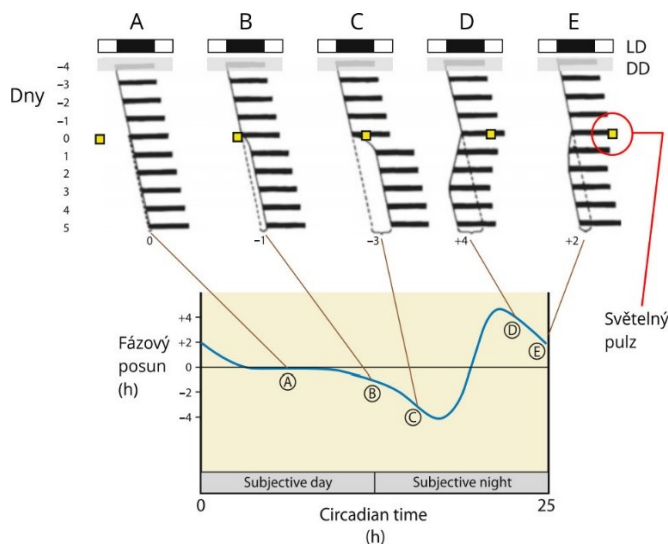 A B C D E
LD
DD
Dny
−4
−3
−2
−1
0
1
2
3
4
5
0 −1 −3 +4 +2
Světelný
pulz
Fázový
posun
(h)
+4
+2
0
−2
−4
A
B
C
D
E
Subjective day Subjective night
0 25
Circadian time
(h)